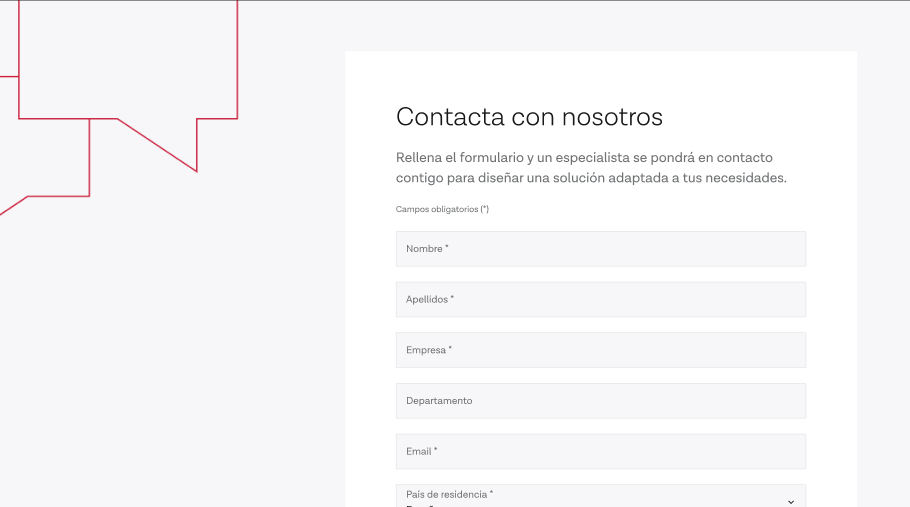 Contacta con nosotros
Rellena el formulario y un especialista se pondrá en contacto
contigo para diseñar una solución adaptada a tus necesidades.
Campos obligatorios (*)
Nombre *
Apellidos *
Empresa *
Departamento
Email *
País de residencia *